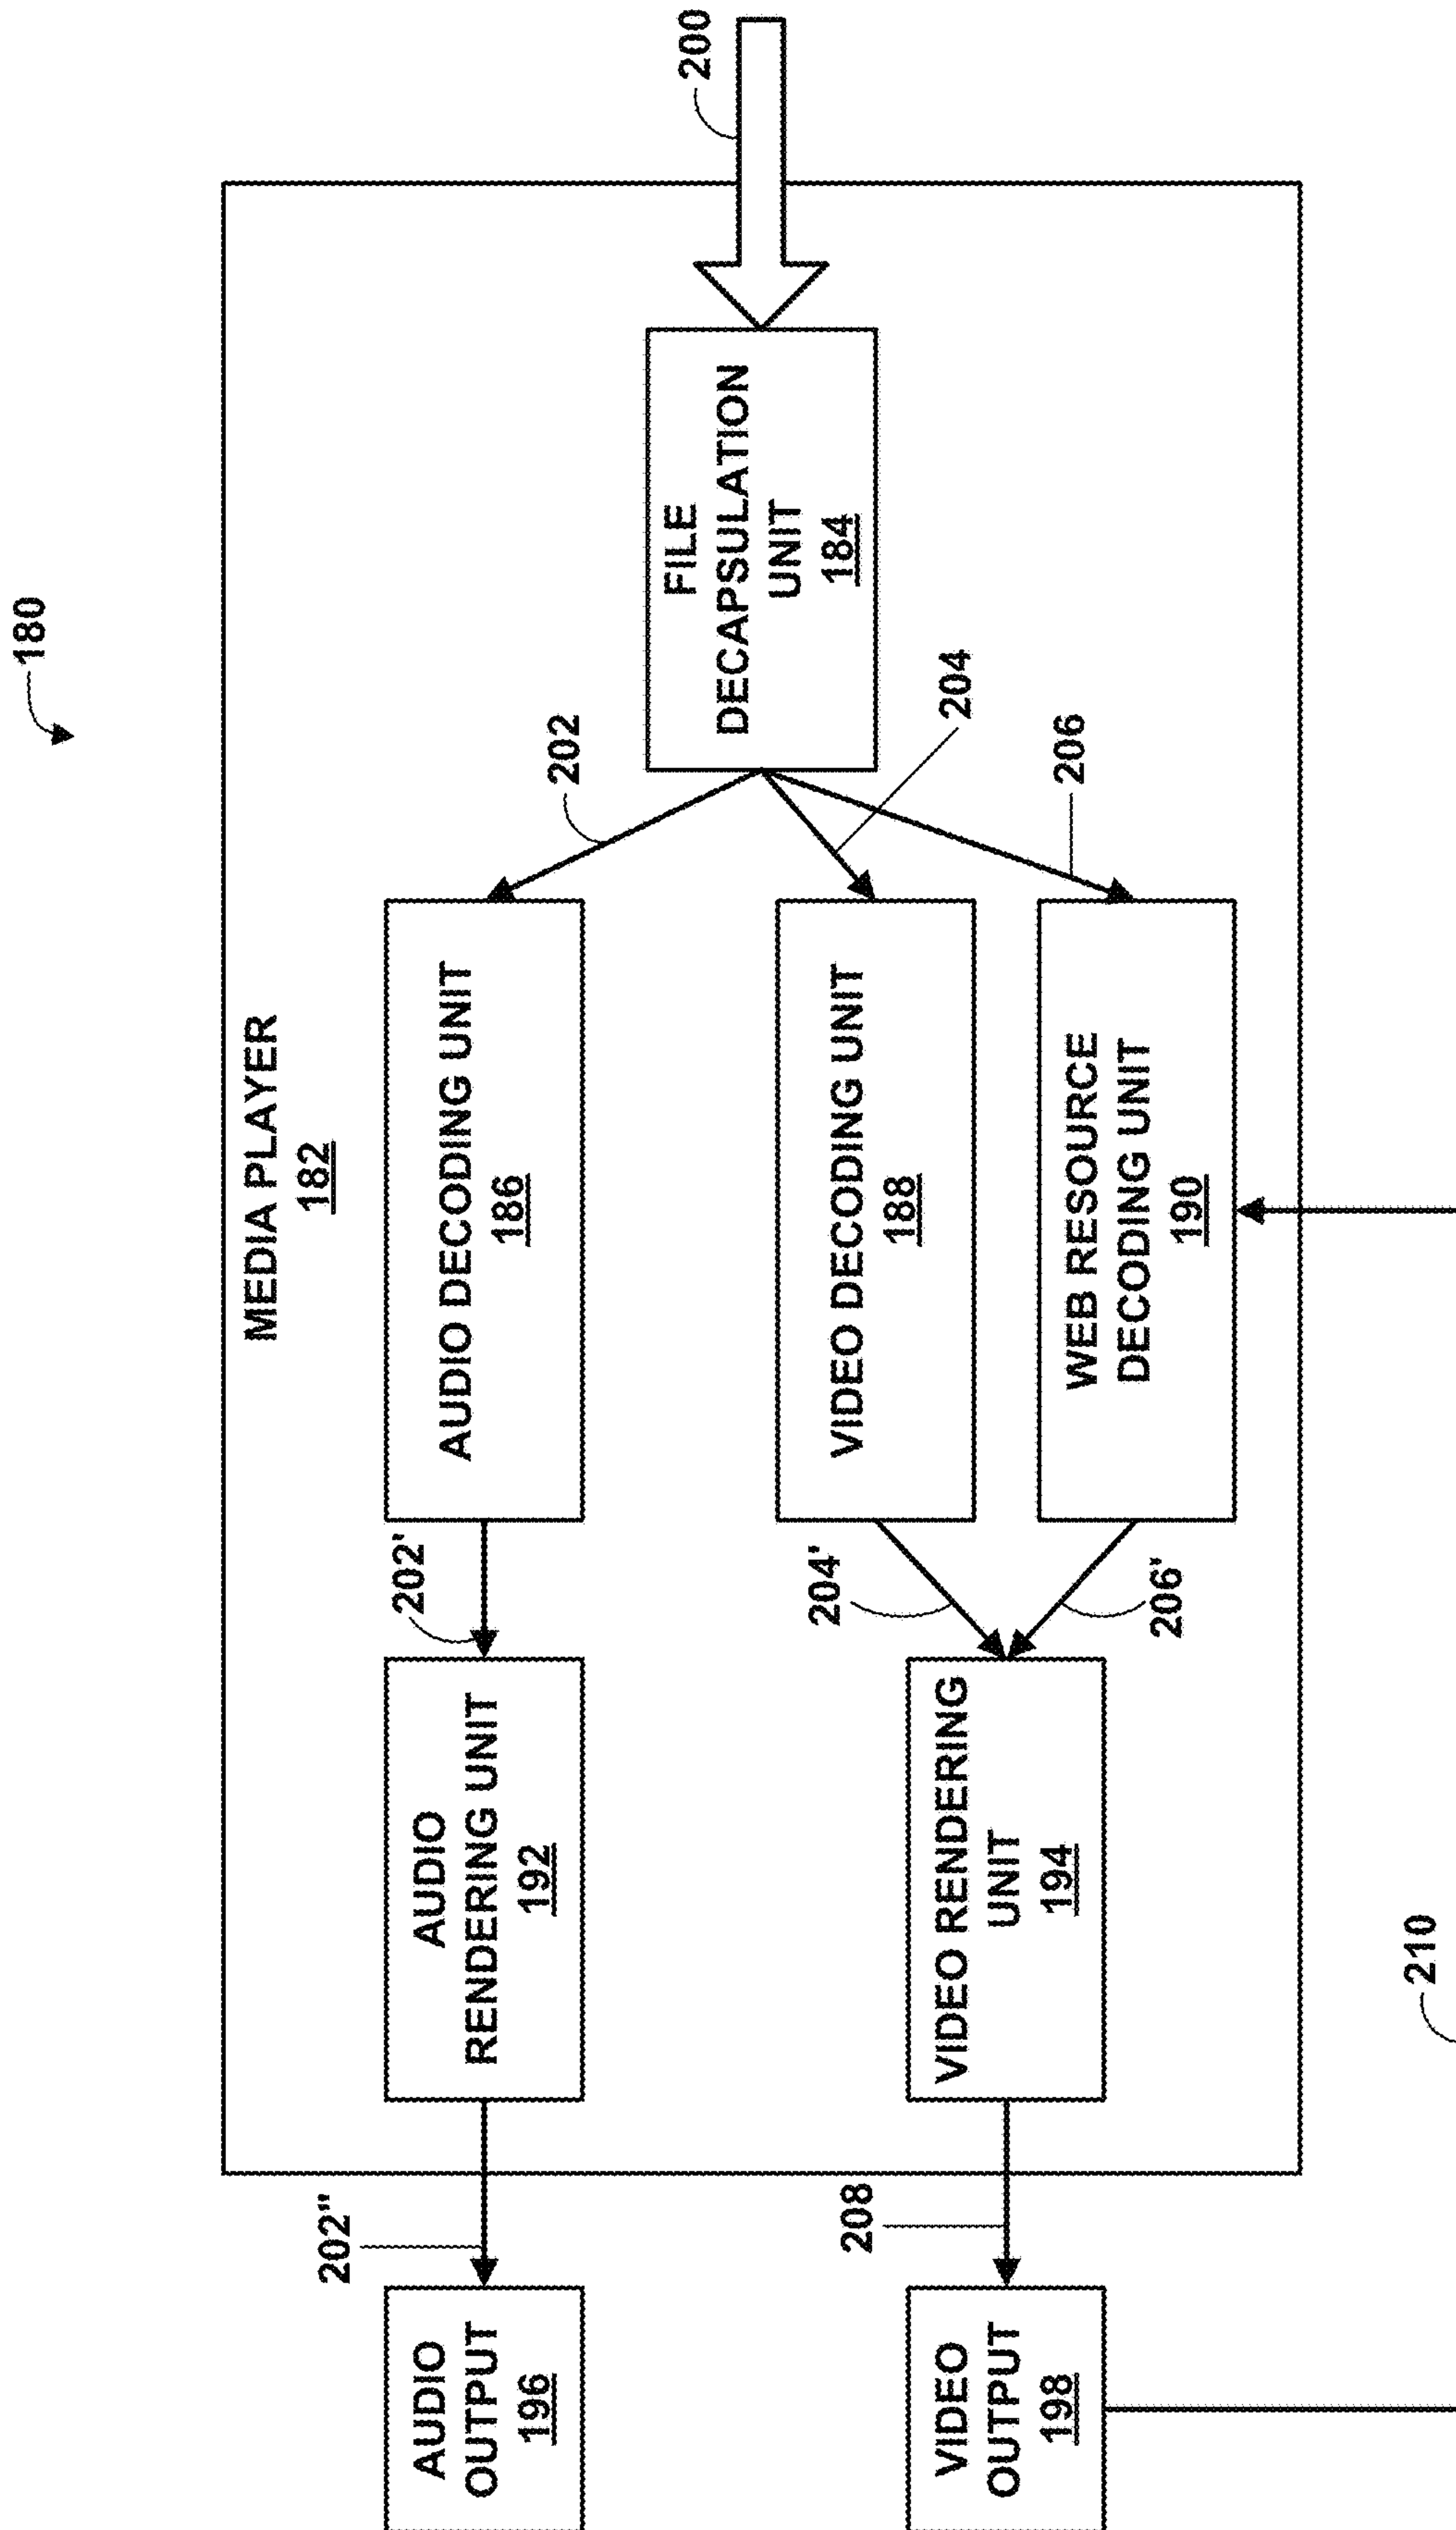 180
MEDIA PLAYER
182
200
FILE
DECAPSULATION
UNIT
184
202
204
206
AUDIO DECODING UNIT
186
VIDEO DECODING UNIT
188
WEB RESOURCE
DECODING UNIT
190
202'
204'
206'
AUDIO
RENDERING UNIT
192
VIDEO RENDERING
UNIT
194
202"
208
AUDIO
OUTPUT
196
VIDEO
OUTPUT
198
210